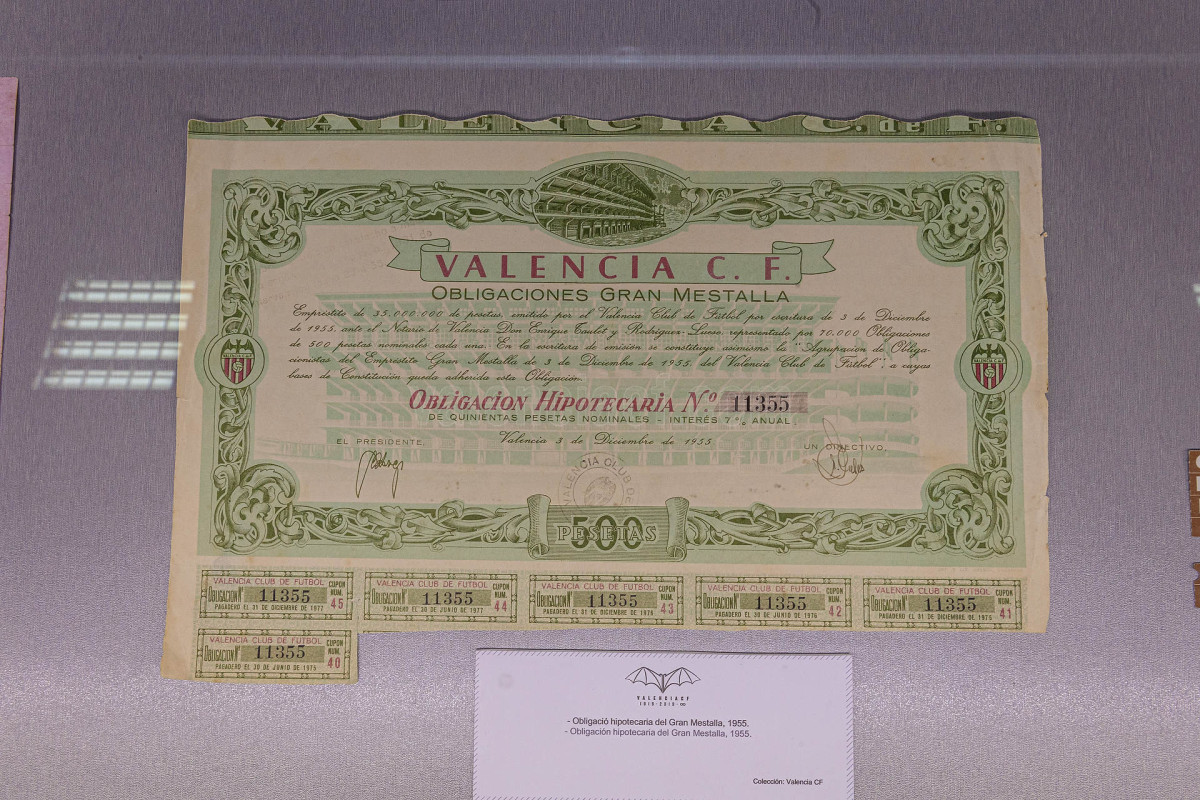 VALENCIA C. de F.
VALENCIA C. F.
OBLIGACIONES GRAN MESTALLA
Empréstito de 35.000.000 de pesetas, emitido por el Valencia Club de Fútbol por escritura de 3 de Diciembre
de 1955, ante el Notario de Valencia Don Enrique Taulet y Rodríguez-Lueso, representado por 70.000 Obligaciones
de 500 pesetas nominales cada una. En la escritura de emisión se constituye asimismo la "Agrupación de Obliga-
cionistas del Empréstito Gran Mestalla de 3 de Diciembre de 1955, del Valencia Club de Fútbol", a cuyas
bases de Constitución queda adherida esta Obligación.
VALENCIA C.F.
VALENCIA C.F.
OBLIGACION HIPOTECARIA N.º 11355
DE QUINIENTAS PESETAS NOMINALES - INTERÉS 7 %, ANUAL
EL PRESIDENTE,
Valencia 3 de Diciembre de 1955
UN DIRECTIVO,
VALENCIA CLUB DE
500 PESETAS
VALENCIA CLUB DE FUTBOL
OBLIGACION Nº 11355 CUPON NUM. 45
PAGADERO EL 31 DE DICIEMBRE DE 1977
VALENCIA CLUB DE FUTBOL
OBLIGACION Nº 11355 CUPON NUM. 44
PAGADERO EL 30 DE JUNIO DE 1977
VALENCIA CLUB DE FUTBOL
OBLIGACION Nº 11355 CUPON NUM. 43
PAGADERO EL 31 DE DICIEMBRE DE 1976
VALENCIA CLUB DE FUTBOL
OBLIGACION Nº 11355 CUPON NUM. 42
PAGADERO EL 30 DE JUNIO DE 1976
VALENCIA CLUB DE FUTBOL
OBLIGACION Nº 11355 CUPON NUM. 41
PAGADERO EL 31 DE DICIEMBRE DE 1975
VALENCIA CLUB DE FUTBOL
OBLIGACION Nº 11355 CUPON NUM. 40
PAGADERO EL 30 DE JUNIO DE 1975
VALENCIACF
1919·2019·∞
- Obligació hipotecaria del Gran Mestalla, 1955.
- Obligación hipotecaria del Gran Mestalla, 1955.
Colección: Valencia CF